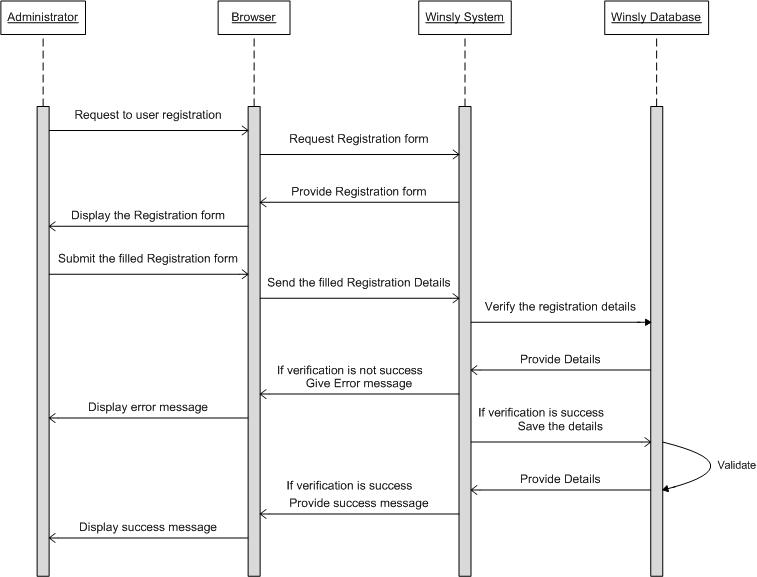 Administrator
Browser
Winsly System
Winsly Database
Request to user registration
Request Registration form
Provide Registration form
Display the Registration form
Submit the filled Registration form
Send the filled Registration Details
Verify the registration details
Provide Details
If verification is not success
Give Error message
Display error message
If verification is success
Save the details
Validate
Provide Details
If verification is success
Provide success message
Display success message